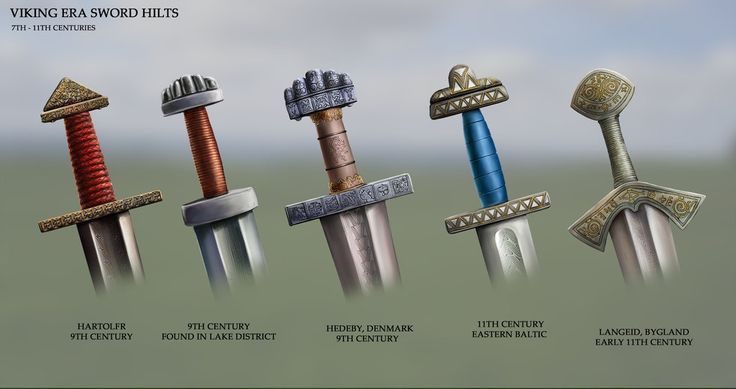 VIKING ERA SWORD HILTS
7TH - 11TH CENTURIES
HARTOLFR
9TH CENTURY
9TH CENTURY
FOUND IN LAKE DISTRICT
HEDEBY, DENMARK
9TH CENTURY
11TH CENTURY
EASTERN BALTIC
LANGEID, BYGLAND
EARLY 11TH CENTURY